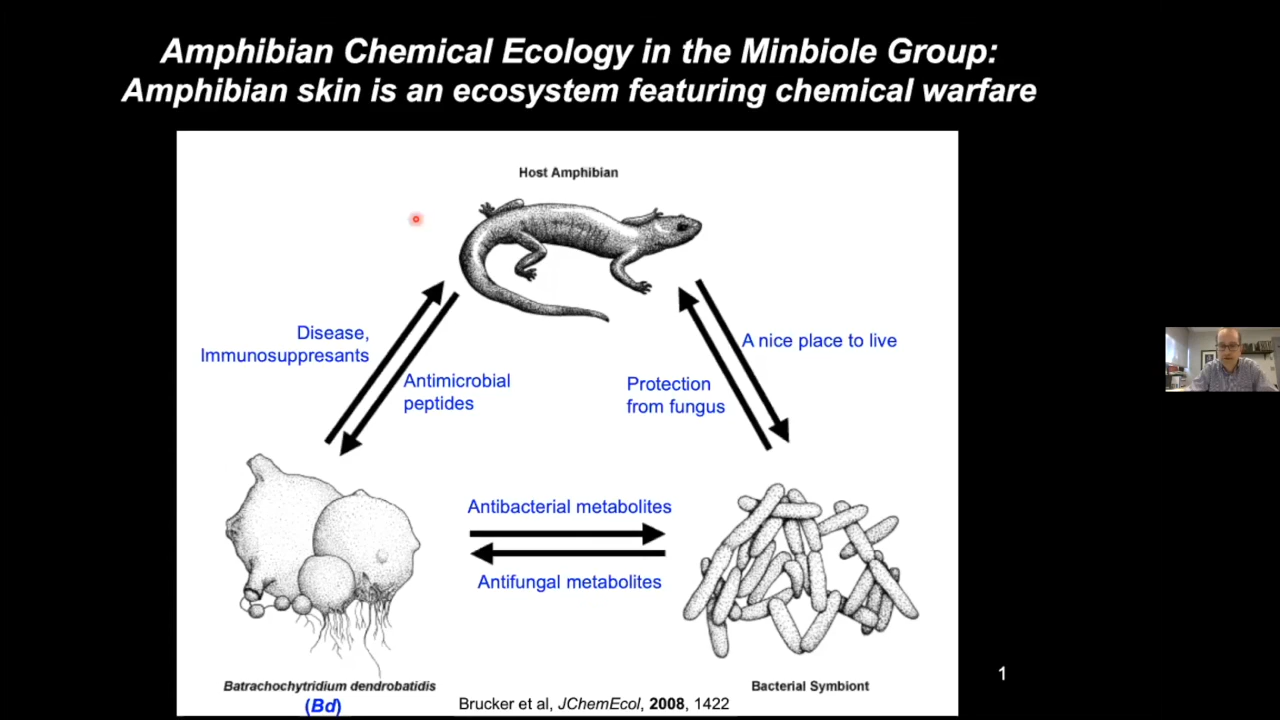 Amphibian Chemical Ecology in the Minbiole Group:
Amphibian skin is an ecosystem featuring chemical warfare
Host Amphibian
Disease,
Immunosuppresants
Antimicrobial
peptides
A nice place to live
Protection
from fungus
Antibacterial metabolites
Antifungal metabolites
Batrachochytridium dendrobatidis
(Bd)
Bacterial Symbiont
Brucker et al, JChemEcol, 2008, 1422
1